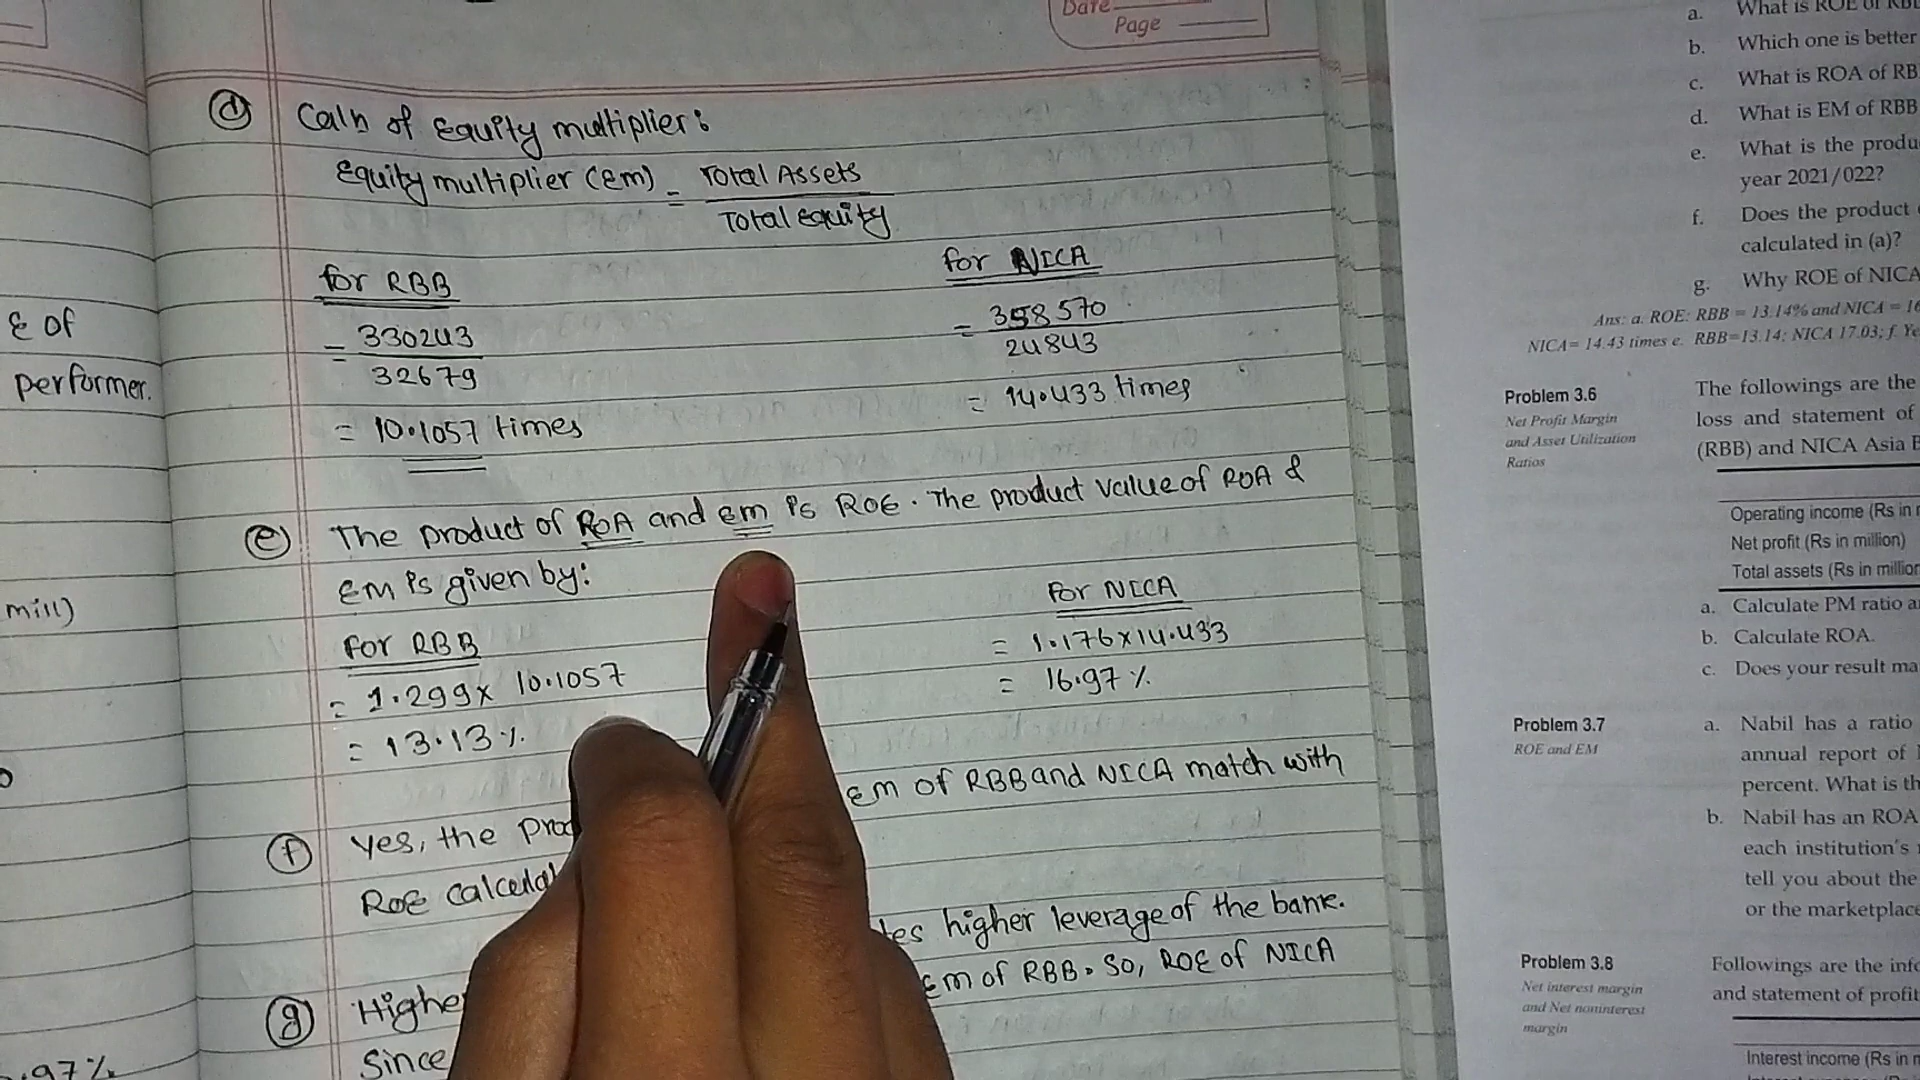 Date
Page
ⓓ Caln of Equity multiplier:
Equity multiplier (em) = Total Assets
Total equity
for RBB
= 330243
32679
= 10.1057 times
for NICA
= 358570
24843
= 14.433 times
ⓔ The product of ROA and em is ROE. The product value of ROA &
EM is given by:
for RBB
= 1.299 x 10.1057
= 13.13 %.
For NICA
= 1.176 x 14.433
= 16.97 %.
ⓕ Yes, the em of RBB and NICA match with
ROE
ⓖ higher leverage of the bank.
Since em of RBB. So, ROE of NICA
& of
performer.
mill)
.97%
a. What is ROE of RBB
b. Which one is better
c. What is ROA of RB
d. What is EM of RBB
e. What is the produ
year 2021/022?
f. Does the product
calculated in (a)?
g. Why ROE of NICA
Ans: a. ROE: RBB = 13.14% and NICA = 16
NICA= 14.43 times e. RBB=13.14; NICA 17.03; f. Ye
Problem 3.6
Net Profit Margin
and Asset Utilization
Ratios
The followings are the
loss and statement of
(RBB) and NICA Asia B
Operating income (Rs in
Net profit (Rs in million)
Total assets (Rs in million
a. Calculate PM ratio a
b. Calculate ROA.
c. Does your result ma
Problem 3.7
ROE and EM
a. Nabil has a ratio
annual report of
percent. What is th
b. Nabil has an ROA
each institution's
tell you about the
or the marketplace
Problem 3.8
Net interest margin
and Net noninterest
margin
Followings are the info
and statement of profit
Interest income (Rs in m